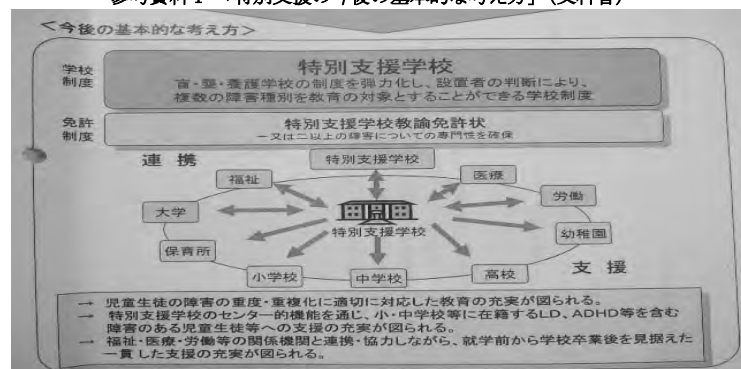 参考資料1 「特別支援の今後の基本的な考え方」(文科省)
<今後の基本的な考え方>
学校
制度
特別支援学校
盲・聾・養護学校の制度を弾力化し、設置者の判断により、
複数の障害種別を教育の対象とすることができる学校制度
免許
制度
特別支援学校教諭免許状
一又は二以上の障害についての専門性を確保
連携
特別支援学校
福祉
医療
大学
労働
特別支援学校
保育所
幼稚園
小学校
中学校
高校
支援
→ 児童生徒の障害の重度・重複化に適切に対応した教育の充実が図られる。
→ 特別支援学校のセンター的機能を通じ、小・中学校等に在籍するLD、ADHD等を含む
障害のある児童生徒等への支援の充実が図られる。
→ 福祉・医療・労働等の関係機関と連携・協力しながら、就学前から学校卒業後を見据えた
一貫した支援の充実が図られる。